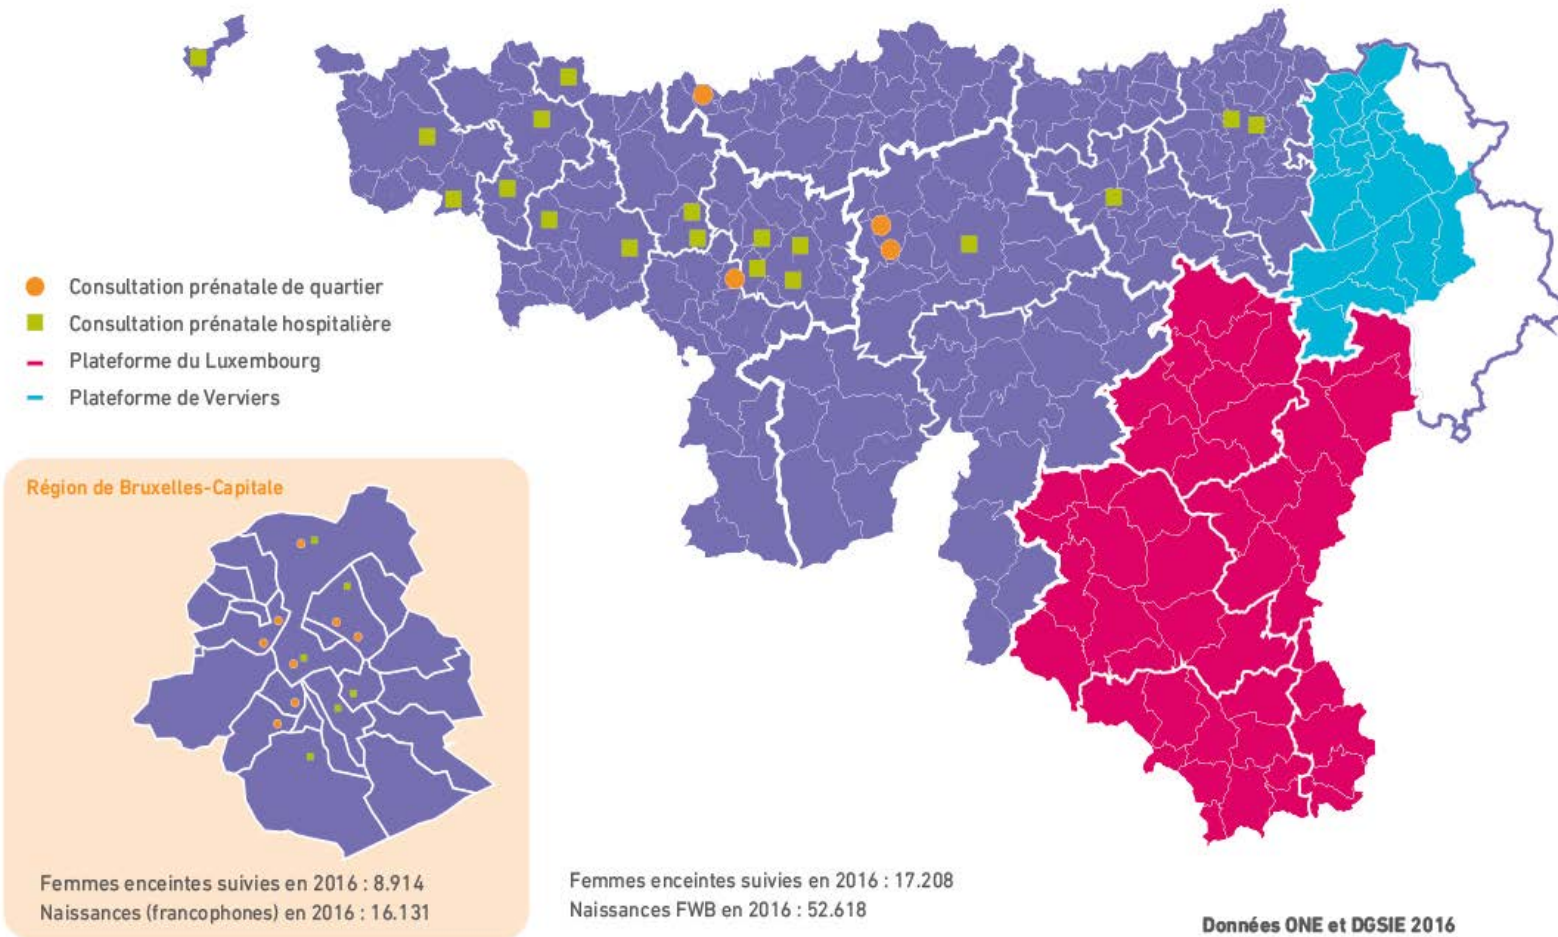 Consultation prénatale de quartier
Consultation prénatale hospitalière
Plateforme du Luxembourg
Plateforme de Verviers
Région de Bruxelles-Capitale
Femmes enceintes suivies en 2016 : 8.914
Naissances (francophones) en 2016 : 16.131
Femmes enceintes suivies en 2016 : 17.208
Naissances FWB en 2016 : 52.618
Données ONE et DGSIE 2016